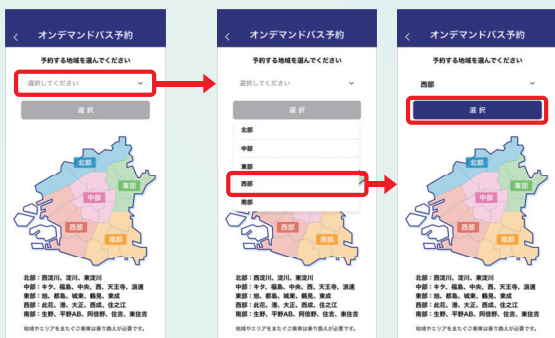 オンデマンドバス予約
予約する地域を選んでください
選択してください
選 択
北部
東部
中部
西部
南部
北部：西淀川、淀川、東淀川
中部：キタ、福島、中央、西、天王寺、浪速
東部：旭、都島、城東、鶴見、東成
西部：此花、港、大正、西成、住之江
南部：生野、平野AB、阿倍野、住吉、東住吉
地域やエリアをまたぐご乗車は乗り換えが必要です。
オンデマンドバス予約
予約する地域を選んでください
選択してください
選 択
北部
中部
東部
西部
南部
西部
南部
北部：西淀川、淀川、東淀川
中部：キタ、福島、中央、西、天王寺、浪速
東部：旭、都島、城東、鶴見、東成
西部：此花、港、大正、西成、住之江
南部：生野、平野AB、阿倍野、住吉、東住吉
地域やエリアをまたぐご乗車は乗り換えが必要です。
オンデマンドバス予約
予約する地域を選んでください
西部
選 択
北部
東部
中部
西部
南部
北部：西淀川、淀川、東淀川
中部：キタ、福島、中央、西、天王寺、浪速
東部：旭、都島、城東、鶴見、東成
西部：此花、港、大正、西成、住之江
南部：生野、平野AB、阿倍野、住吉、東住吉
地域やエリアをまたぐご乗車は乗り換えが必要です。